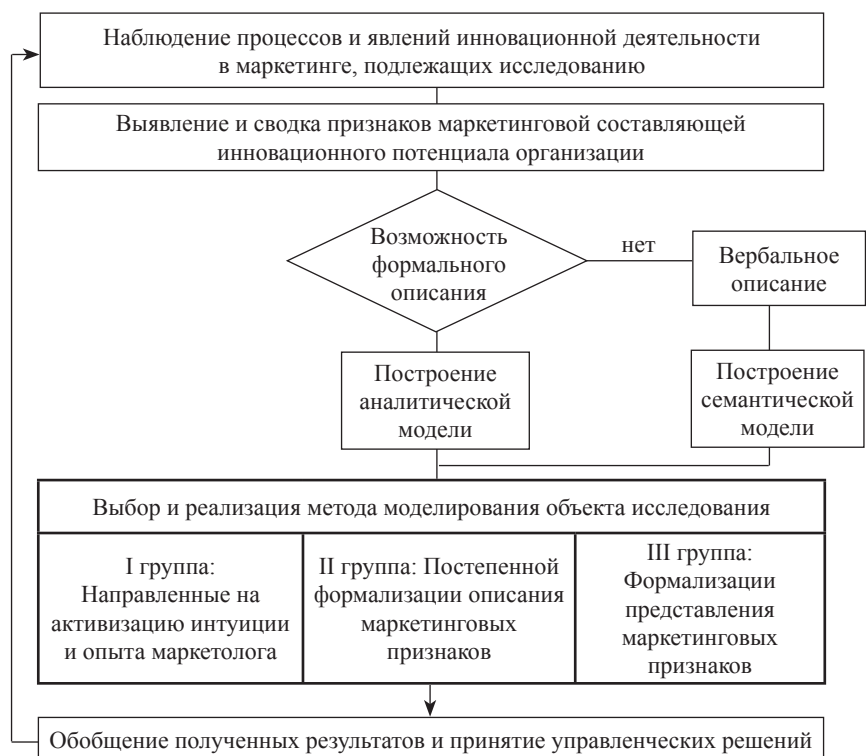 Наблюдение процессов и явлений инновационной деятельности
в маркетинге, подлежащих исследованию
Выявление и сводка признаков маркетинговой составляющей
инновационного потенциала организации
Возможность
формального
описания
нет
Вербальное
описание
Построение
аналитической
модели
Построение
семантической
модели
Выбор и реализация метода моделирования объекта исследования
I группа:
Направленные на
активизацию интуиции
и опыта маркетолога
II группа: Постепенной
формализации описания
маркетинговых
признаков
III группа:
Формализации
представления
маркетинговых
признаков
Обобщение полученных результатов и принятие управленческих решений